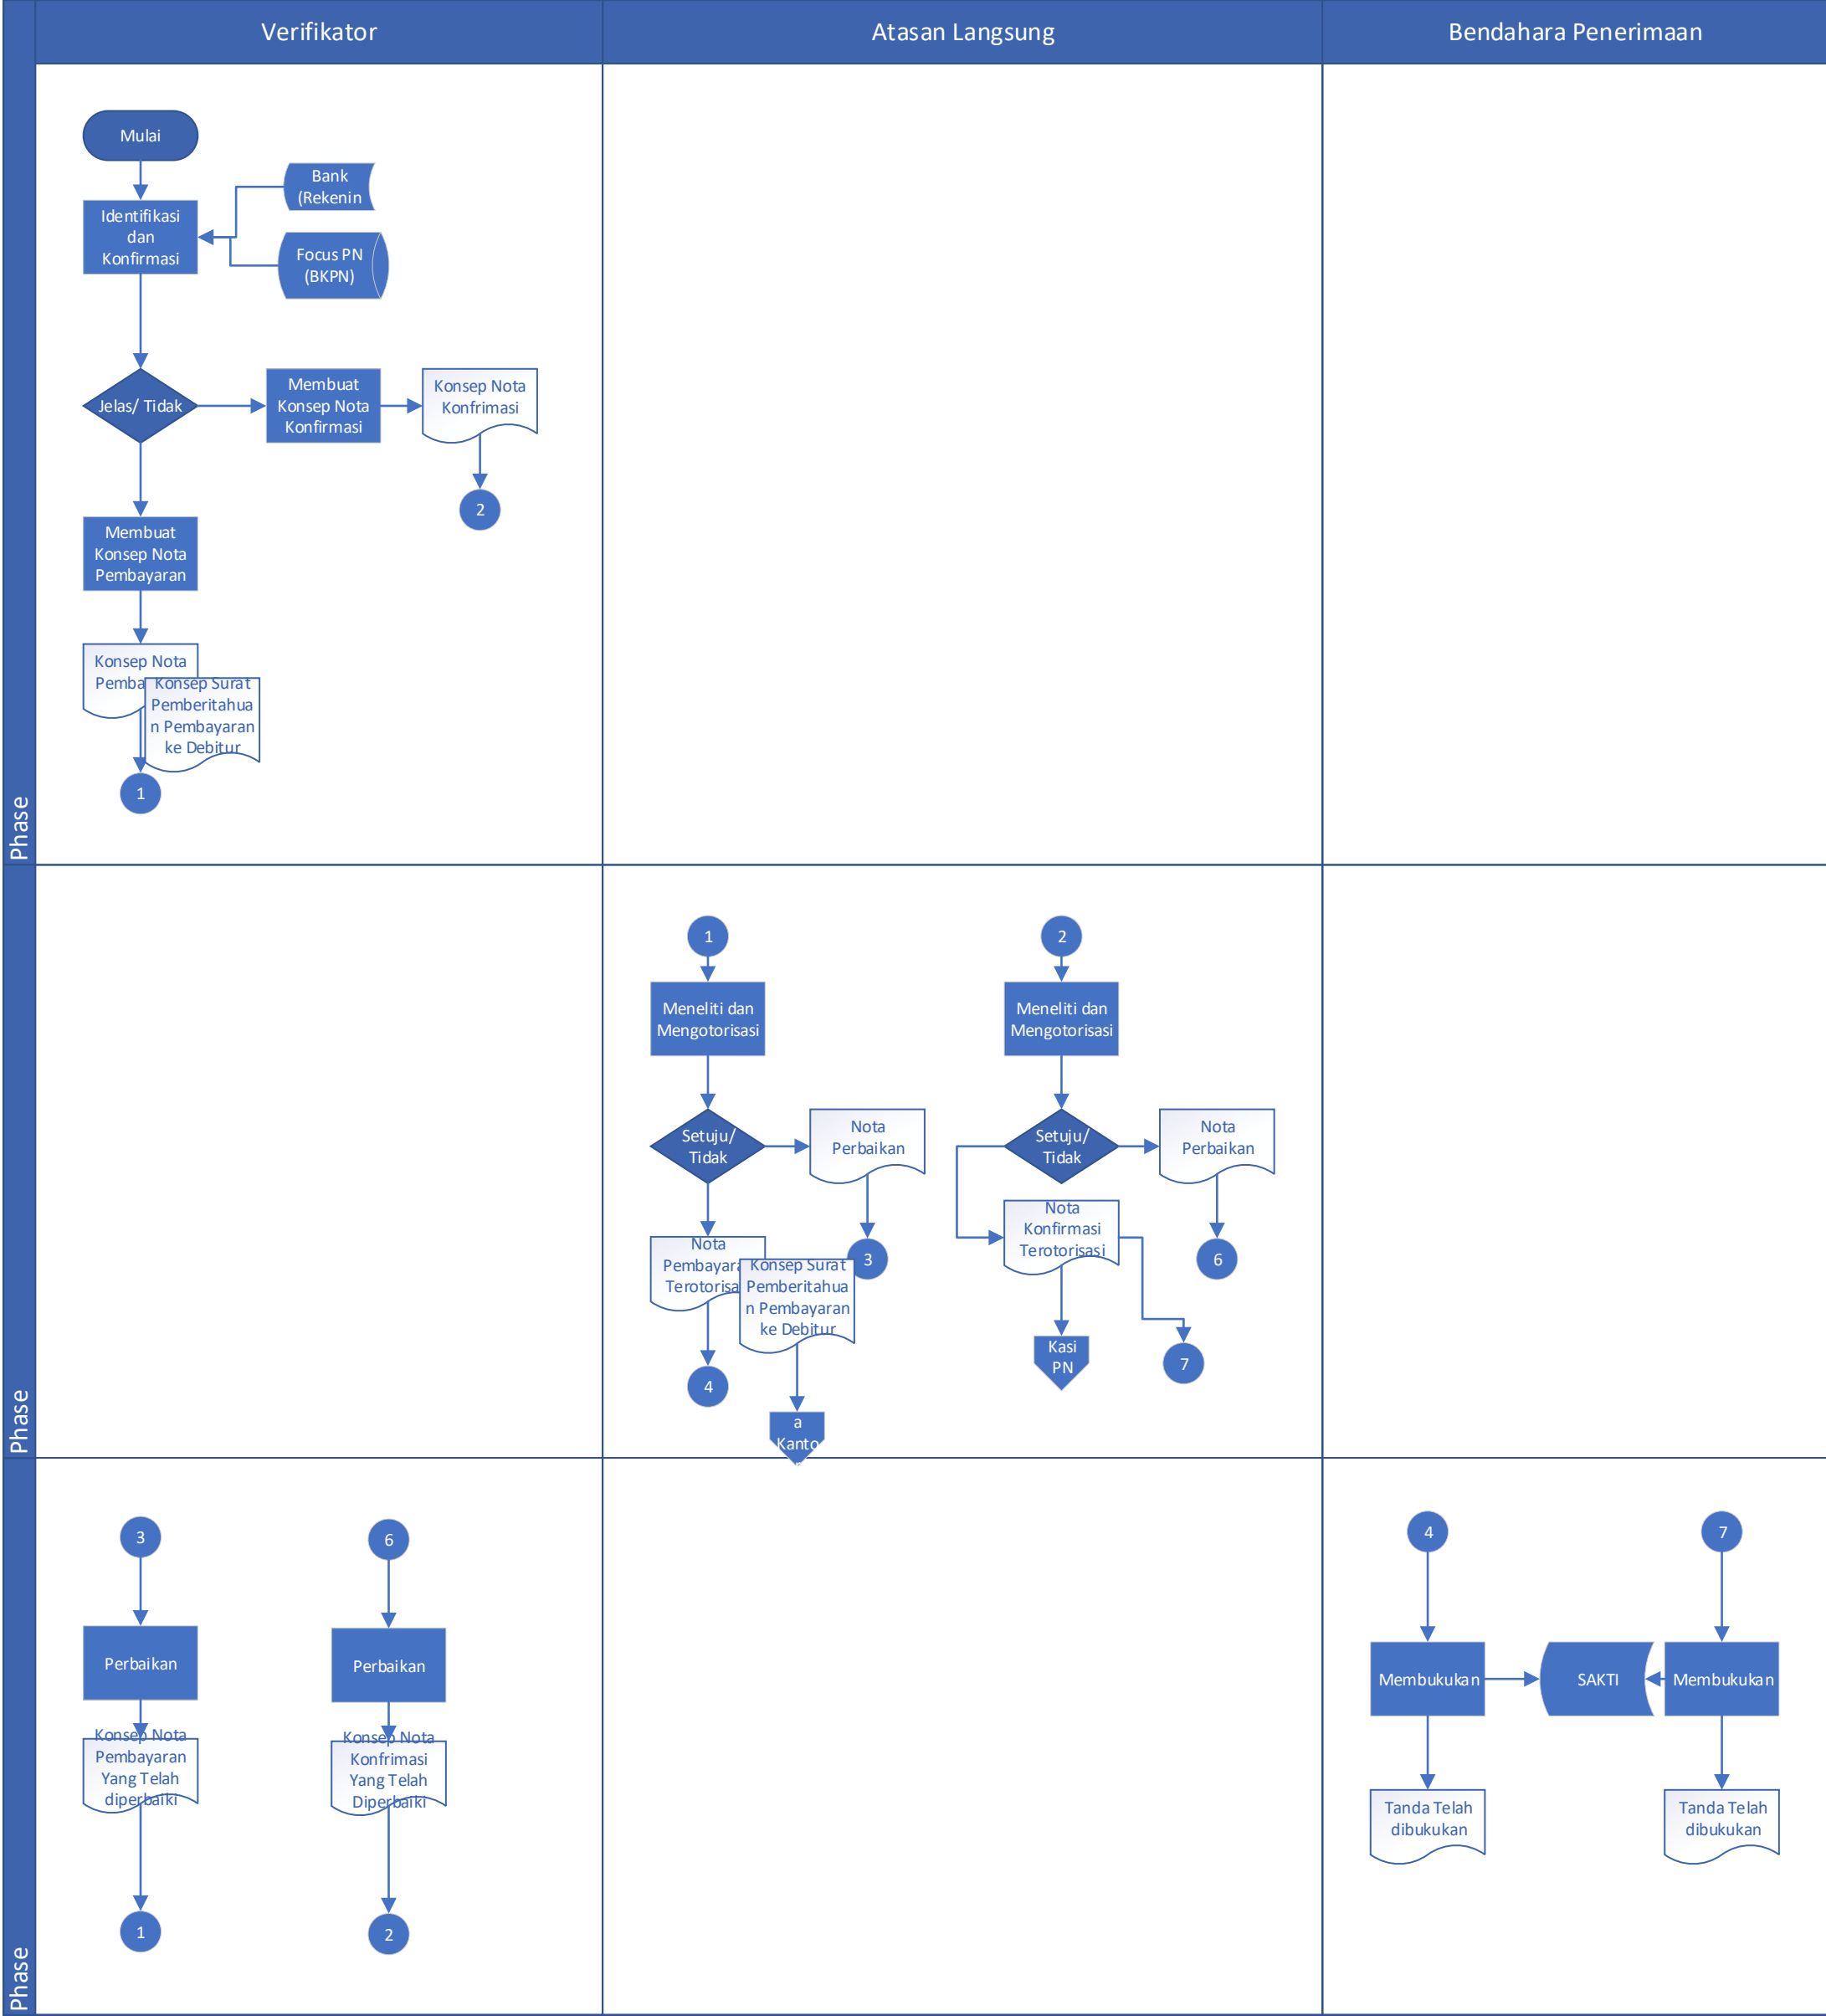 Verifikator
Atasan Langsung
Bendahara Penerimaan
Phase
Mulai
Bank
(Rekenin
Identifikasi
dan
Konfirmasi
Focus PN
(BKPN)
Jelas/ Tidak
Membuat
Konsep Nota
Konfirmasi
Konsep Nota
Konfrimasi
2
Membuat
Konsep Nota
Pembayaran
Konsep Nota
Pemba
Konsep Surat
Pemberitahua
n Pembayaran
ke Debitur
1
Phase
1
Meneliti dan
Mengotorisasi
Setuju/
Tidak
Nota
Perbaikan
3
Nota
Pembayara
Terotorisa
Konsep Surat
Pemberitahua
n Pembayaran
ke Debitur
4
a
Kanto
2
Meneliti dan
Mengotorisasi
Setuju/
Tidak
Nota
Perbaikan
6
Nota
Konfirmasi
Terotorisasi
Kasi
PN
7
Phase
3
Perbaikan
Konsep Nota
Pembayaran
Yang Telah
diperbaiki
1
6
Perbaikan
Konsep Nota
Konfrimasi
Yang Telah
Diperbaiki
2
4
Membukukan
SAKTI
Tanda Telah
dibukukan
7
Membukukan
Tanda Telah
dibukukan